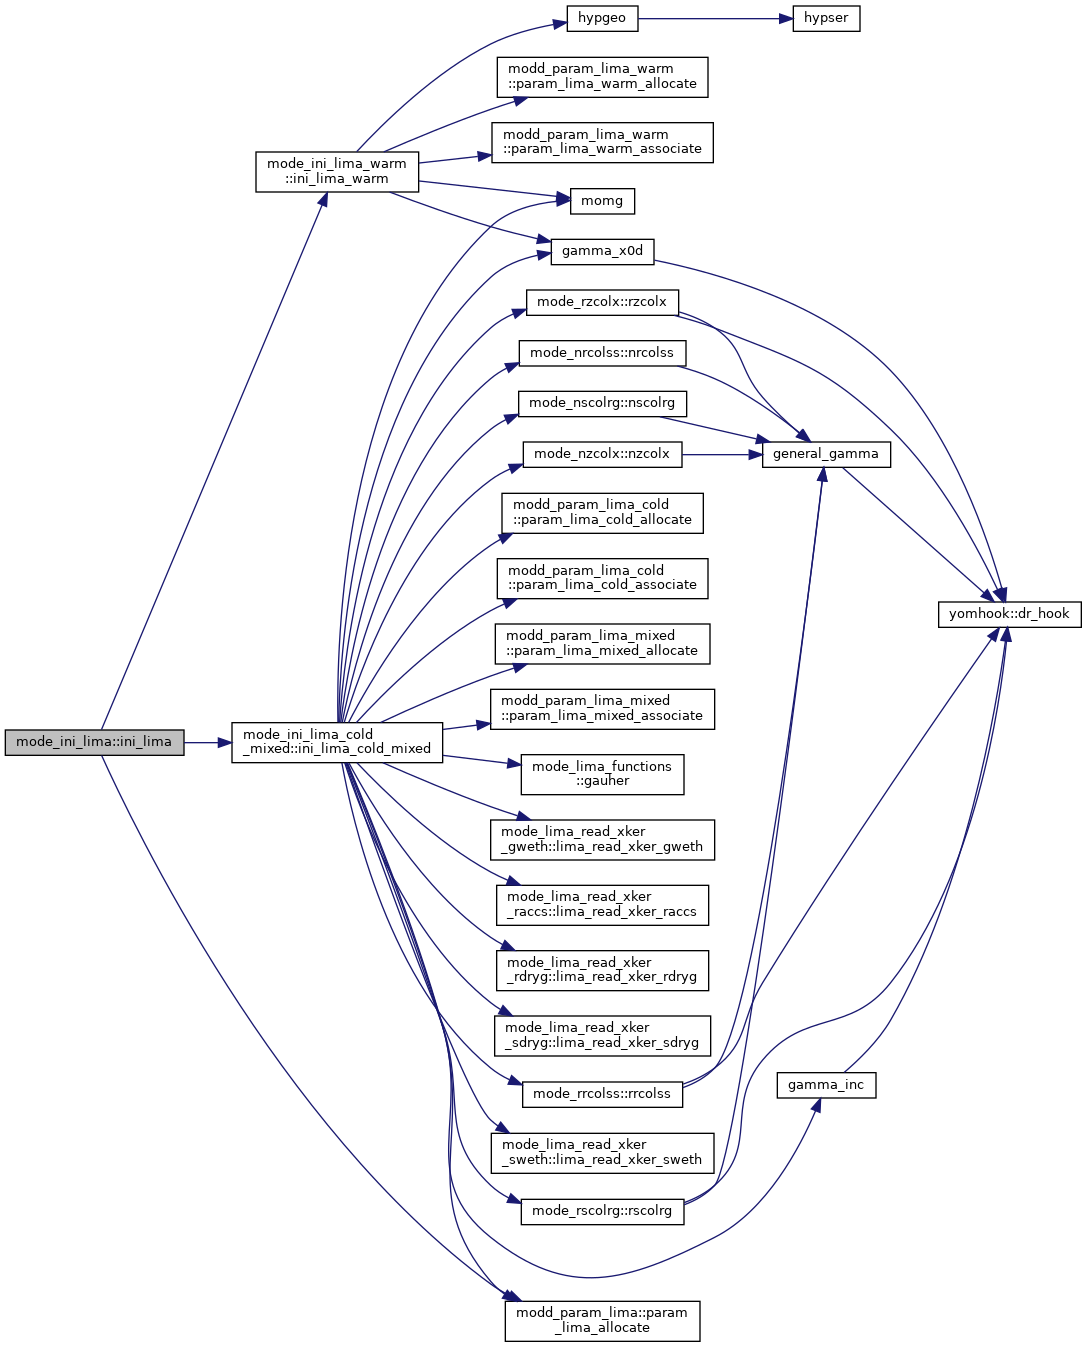 hypgeo
hypser
modd_param_lima_warm
::param_lima_warm_allocate
modd_param_lima_warm
::param_lima_warm_associate
mode_ini_lima_warm
::ini_lima_warm
momg
gamma_x0d
mode_rzcolx::rzcolx
mode_nrcolss::nrcolss
mode_nscolrg::nscolrg
mode_nzcolx::nzcolx
general_gamma
modd_param_lima_cold
::param_lima_cold_allocate
modd_param_lima_cold
::param_lima_cold_associate
yomhook::dr_hook
modd_param_lima_mixed
::param_lima_mixed_allocate
modd_param_lima_mixed
::param_lima_mixed_associate
mode_ini_lima::ini_lima
mode_ini_lima_cold
_mixed::ini_lima_cold_mixed
mode_lima_functions
::gauher
mode_lima_read_xker
_gweth::lima_read_xker_gweth
mode_lima_read_xker
_raccs::lima_read_xker_raccs
mode_lima_read_xker
_rdryg::lima_read_xker_rdryg
mode_lima_read_xker
_sdryg::lima_read_xker_sdryg
mode_rrcolss::rrcolss
gamma_inc
mode_lima_read_xker
_sweth::lima_read_xker_sweth
mode_rscolrg::rscolrg
modd_param_lima::param
_lima_allocate